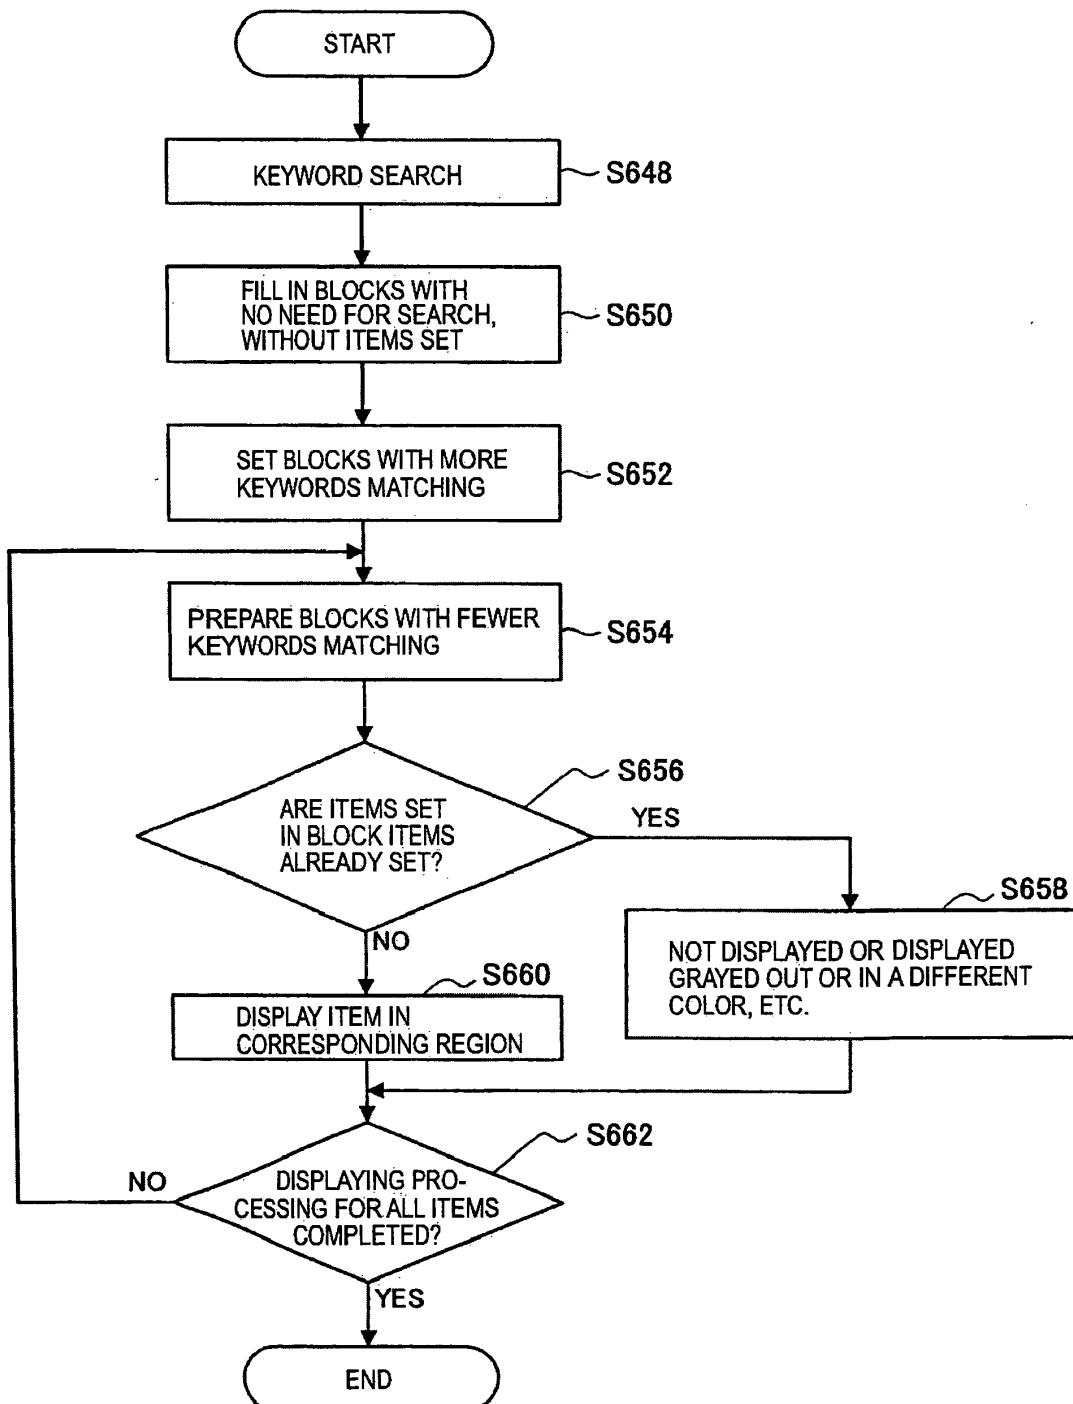 START
KEYWORD SEARCH
S648
FILL IN BLOCKS WITH
NO NEED FOR SEARCH,
WITHOUT ITEMS SET
S650
SET BLOCKS WITH MORE
KEYWORDS MATCHING
S652
PREPARE BLOCKS WITH FEWER
KEYWORDS MATCHING
S654
S656
ARE ITEMS SET
IN BLOCK ITEMS
ALREADY SET?
YES
NO
S658
NOT DISPLAYED OR DISPLAYED
GRAYED OUT OR IN A DIFFERENT
COLOR, ETC.
S660
DISPLAY ITEM IN
CORRESPONDING REGION
S662
NO
DISPLAYING PRO-
CESSING FOR ALL ITEMS
COMPLETED?
YES
END